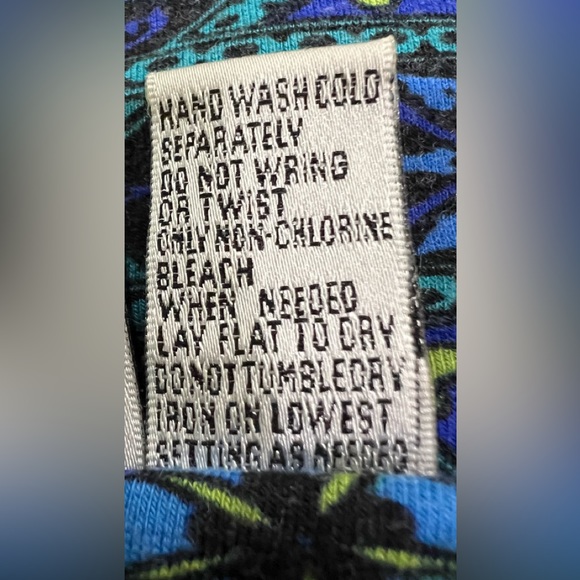 HAND WASH COLD
SEPARATELY
DO NOT WRING
OR TWIST
ONLY NON-CHLORINE
BLEACH
WHEN NEEDED
LAY FLAT TO DRY
DO NOT TUMBLE DRY
IRON ON LOWEST
SETTING AS NEEDED